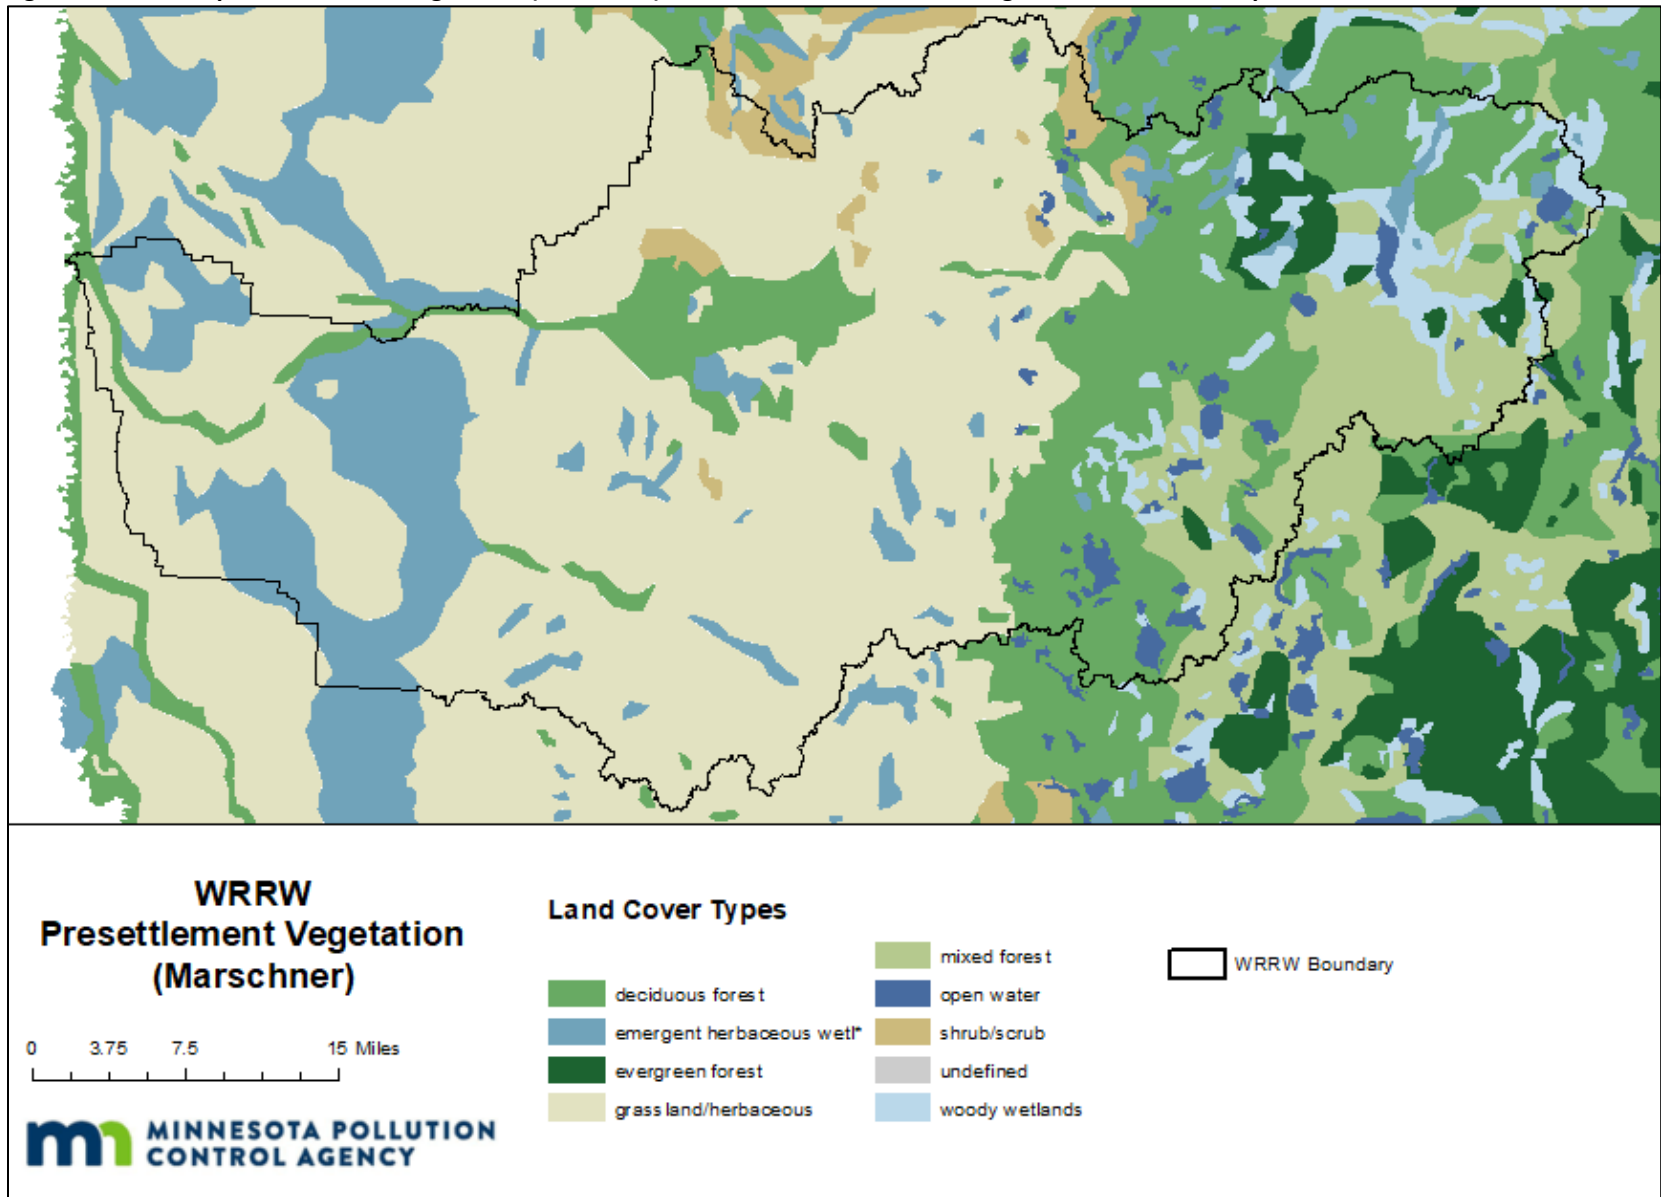 WRRW
Presettlement Vegetation
(Marschner)
0 3.75 7.5 15 Miles
MINNESOTA POLLUTION
CONTROL AGENCY
Land Cover Types
deciduous forest
emergent herbaceous wetl*
evergreen forest
grass land/herbaceous
mixed forest
open water
shrub/scrub
undefined
woody wetlands
WRRW Boundary